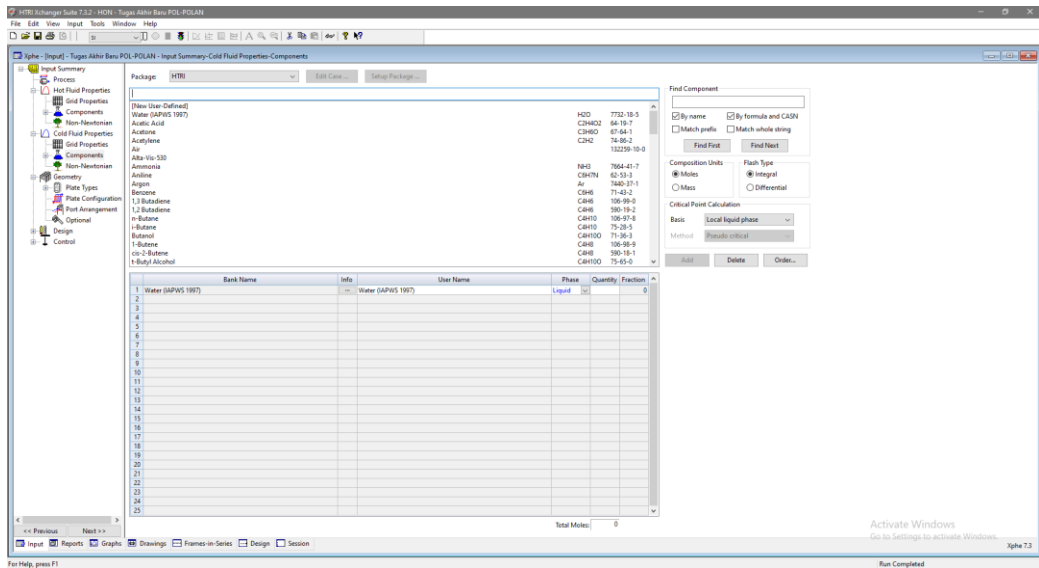 HTRI Xchanger Suite 7.3.2 - HON - Tugas Akhir Baru POL-POLAN
File Edit View Input Tools Window Help
SI
Xphe - [Input] - Tugas Akhir Baru POL-POLAN - Input Summary-Cold Fluid Properties-Components
Input Summary
Process
Hot Fluid Properties
Grid Properties
Components
Non-Newtonian
Cold Fluid Properties
Grid Properties
Components
Non-Newtonian
Geometry
Plate Types
Plate Configuration
Port Arrangement
Optional
Design
Control
<< Previous Next >>
Package: HTRI Edit Case ... Setup Package ...
[New User-Defined]
Water (IAPWS 1997) H2O 7732-18-5
Acetic Acid C2H4O2 64-19-7
Acetone C3H6O 67-64-1
Acetylene C2H2 74-86-2
Air 132259-10-0
Alta-Vis-530
Ammonia NH3 7664-41-7
Aniline C6H7N 62-53-3
Argon Ar 7440-37-1
Benzene C6H6 71-43-2
1,3 Butadiene C4H6 106-99-0
1,2 Butadiene C4H6 590-19-2
n-Butane C4H10 106-97-8
i-Butane C4H10 75-28-5
Butanol C4H10O 71-36-3
1-Butene C4H8 106-98-9
cis-2-Butene C4H8 590-18-1
t-Butyl Alcohol C4H10O 75-65-0
Find Component
By name By formula and CASN
Match prefix Match whole string
Find First Find Next
Composition Units Flash Type
Moles Integral
Mass Differential
Critical Point Calculation
Basis Local liquid phase
Method Pseudo critical
Add Delete Order...
Bank Name Info User Name Phase Quantity Fraction
1 Water (IAPWS 1997) ... Water (IAPWS 1997) Liquid 0
2
3
4
5
6
7
8
9
10
11
12
13
14
15
16
17
18
19
20
21
22
23
24
25
Total Moles: 0
Activate Windows
Go to Settings to activate Windows.
Input Reports Graphs Drawings Frames-in-Series Design Session Xphe 7.3
For Help, press F1 Run Completed